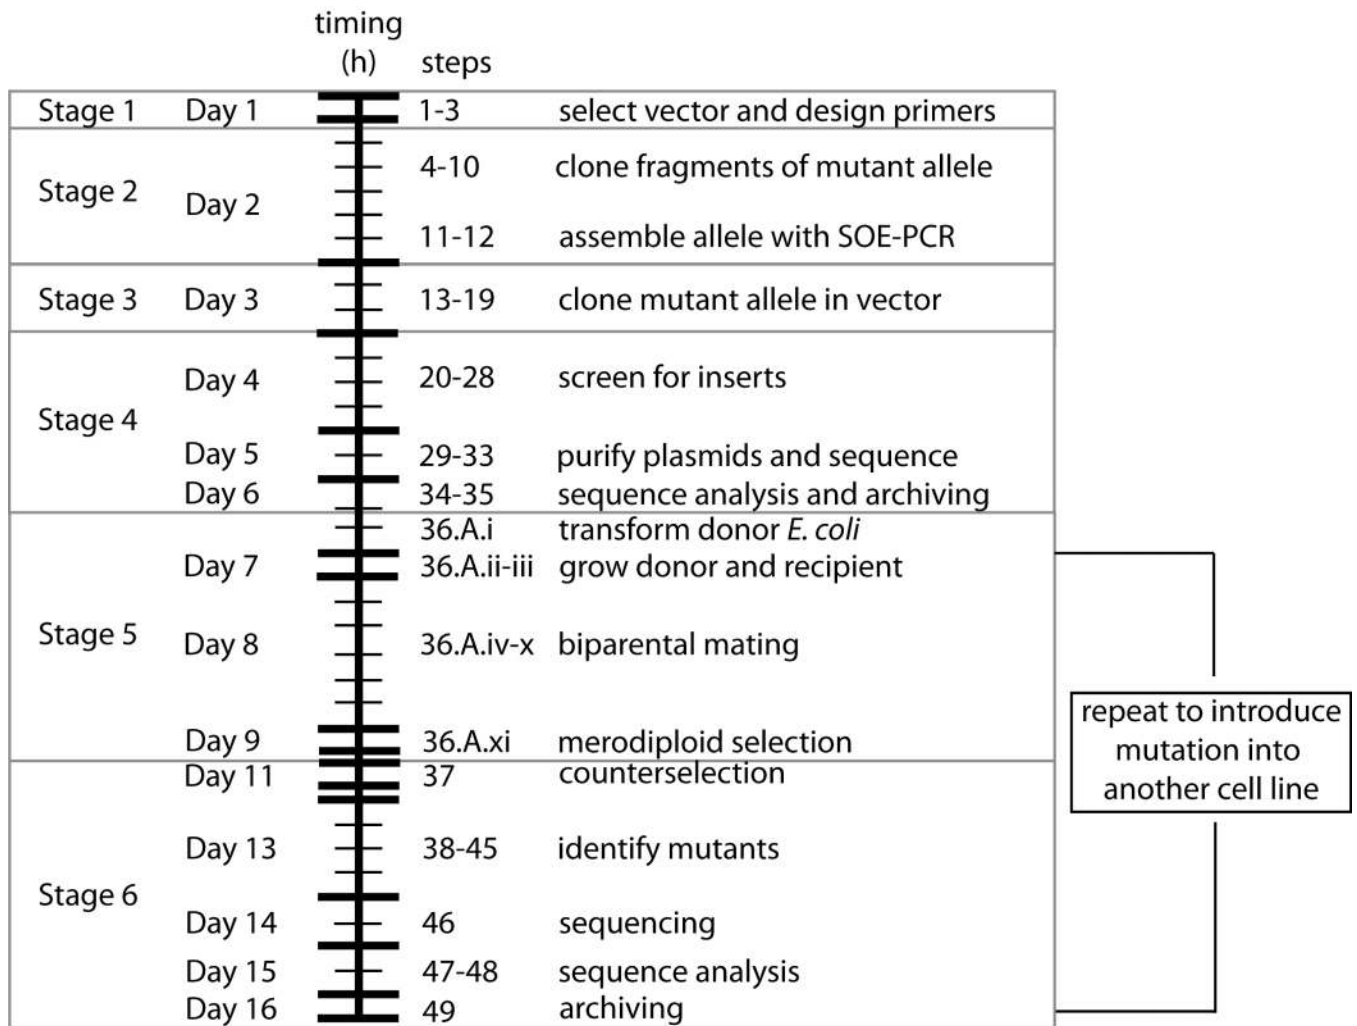 timing
(h) steps
Stage 1 Day 1 1-3 select vector and design primers
Stage 2 Day 2 4-10 clone fragments of mutant allele
11-12 assemble allele with SOE-PCR
Stage 3 Day 3 13-19 clone mutant allele in vector
Stage 4 Day 4 20-28 screen for inserts
Day 5 29-33 purify plasmids and sequence
Day 6 34-35 sequence analysis and archiving
Stage 5 36.A.i transform donor E. coli
Day 7 36.A.ii-iii grow donor and recipient
Day 8 36.A.iv-x biparental mating
Day 9 36.A.xi merodiploid selection
Stage 6 Day 11 37 counterselection
Day 13 38-45 identify mutants
Day 14 46 sequencing
Day 15 47-48 sequence analysis
Day 16 49 archiving
repeat to introduce
mutation into
another cell line